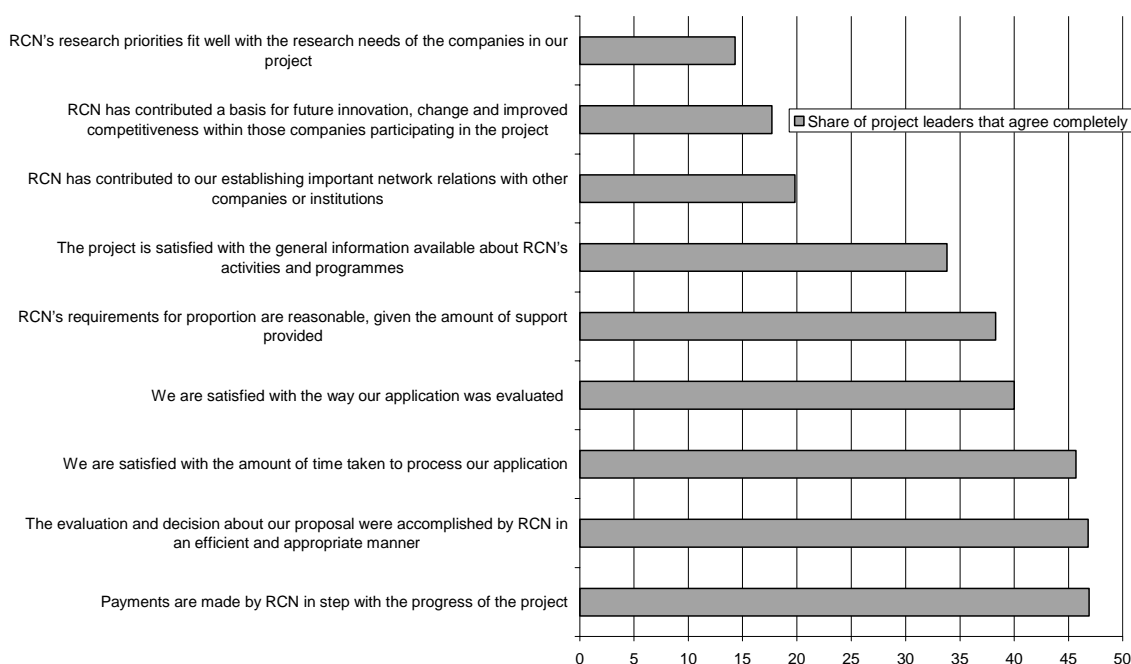 RCN’s research priorities fit well with the research needs of the companies in our
project
RCN has contributed a basis for future innovation, change and improved
competitiveness within those companies participating in the project
Share of project leaders that agree completely
RCN has contributed to our establishing important network relations with other
companies or institutions
The project is satisfied with the general information available about RCN’s
activities and programmes
RCN’s requirements for proportion are reasonable, given the amount of support
provided
We are satisfied with the way our application was evaluated
We are satisfied with the amount of time taken to process our application
The evaluation and decision about our proposal were accomplished by RCN in
an efficient and appropriate manner
Payments are made by RCN in step with the progress of the project
0 5 10 15 20 25 30 35 40 45 50